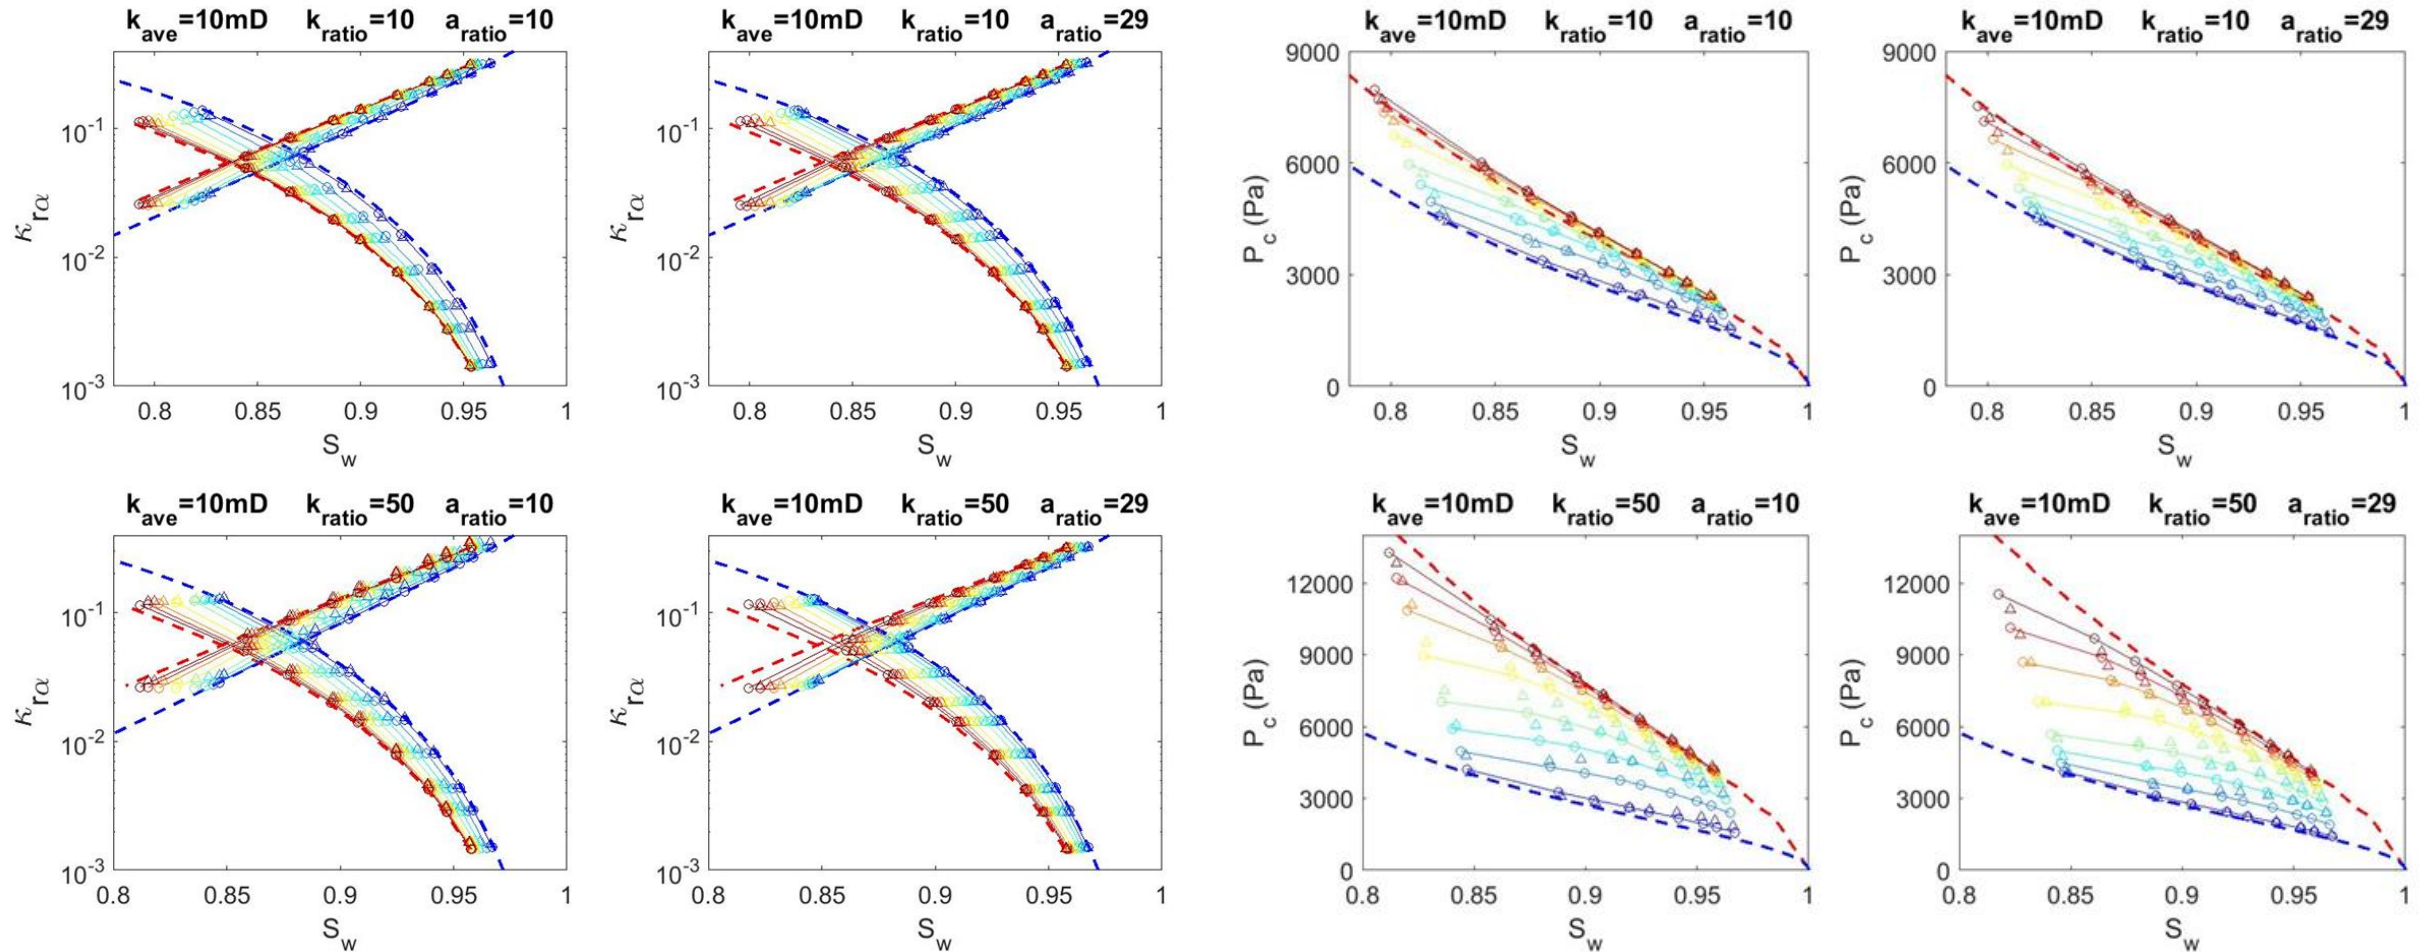 k_ave=10mD k_ratio=10 a_ratio=10
κ_rα
10^-1
10^-2
10^-3
0.8 0.85 0.9 0.95 1
S_w
k_ave=10mD k_ratio=10 a_ratio=29
κ_rα
10^-1
10^-2
10^-3
0.8 0.85 0.9 0.95 1
S_w
k_ave=10mD k_ratio=10 a_ratio=10
P_c (Pa)
9000
6000
3000
0
0.8 0.85 0.9 0.95 1
S_w
k_ave=10mD k_ratio=10 a_ratio=29
P_c (Pa)
9000
6000
3000
0
0.8 0.85 0.9 0.95 1
S_w
k_ave=10mD k_ratio=50 a_ratio=10
κ_rα
10^-1
10^-2
10^-3
0.8 0.85 0.9 0.95 1
S_w
k_ave=10mD k_ratio=50 a_ratio=29
κ_rα
10^-1
10^-2
10^-3
0.8 0.85 0.9 0.95 1
S_w
k_ave=10mD k_ratio=50 a_ratio=10
P_c (Pa)
12000
9000
6000
3000
0
0.8 0.85 0.9 0.95 1
S_w
k_ave=10mD k_ratio=50 a_ratio=29
P_c (Pa)
12000
9000
6000
3000
0
0.8 0.85 0.9 0.95 1
S_w